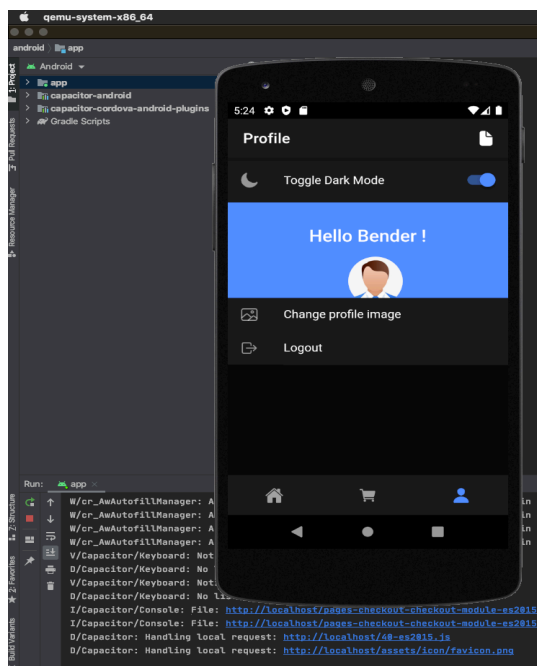 qemu-system-x86_64
android app
1: Project
Android
app
capacitor-android
capacitor-cordova-android-plugins
Gradle Scripts
Pull Requests
Resource Manager
5:24
Profile
Toggle Dark Mode
Hello Bender !
Change profile image
Logout
Run: app
W/cr_AwAutofillManager: A in
W/cr_AwAutofillManager: A
W/cr_AwAutofillManager: A in
W/cr_AwAutofillManager: A in
V/Capacitor/Keyboard: Not
D/Capacitor/Keyboard: No
V/Capacitor/Keyboard: Not
D/Capacitor/Keyboard: No li
I/Capacitor/Console: File: http://localhost/pages-checkout-checkout-module-es2015
I/Capacitor/Console: File: http://localhost/pages-checkout-checkout-module-es2015
D/Capacitor: Handling local request: http://localhost/40-es2015.js
D/Capacitor: Handling local request: http://localhost/assets/icon/favicon.png
Z: Structure
2: Favorites
Build Variants